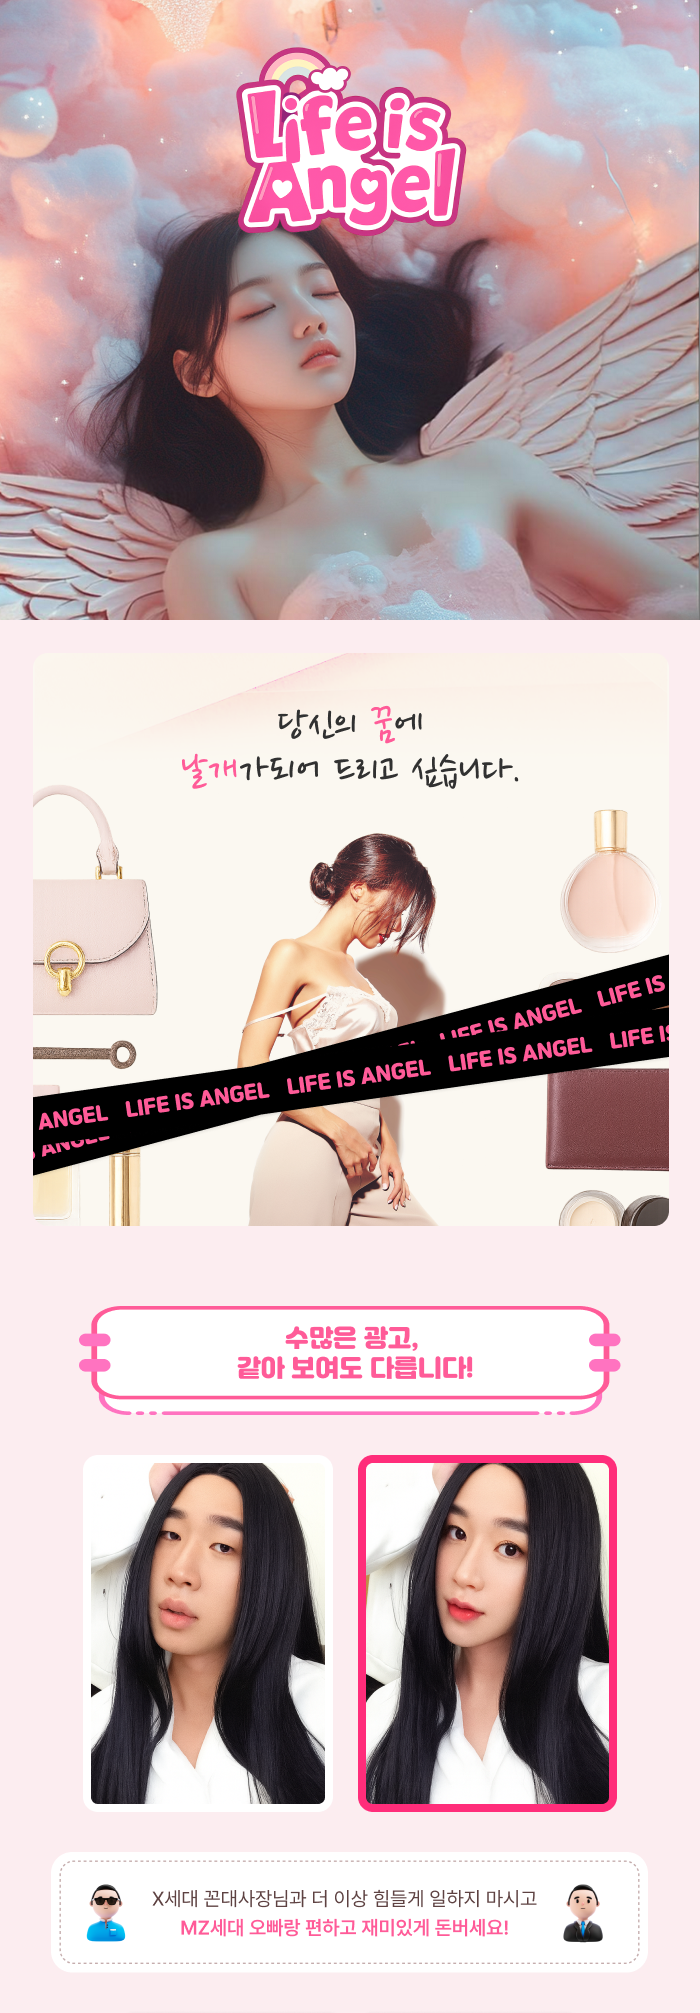 Life is
Angel
당신의 꿈에
날개가되어 드리고 싶습니다.
LIFE IS ANGEL LIFE IS
ANGEL LIFE IS ANGEL LIFE IS ANGEL LIFE IS ANGEL LIFE IS
ANGEL
수많은 광고,
같아 보여도 다릅니다!
X세대 꼰대사장님과 더 이상 힘들게 일하지 마시고
MZ세대 오빠랑 편하고 재미있게 돈버세요!